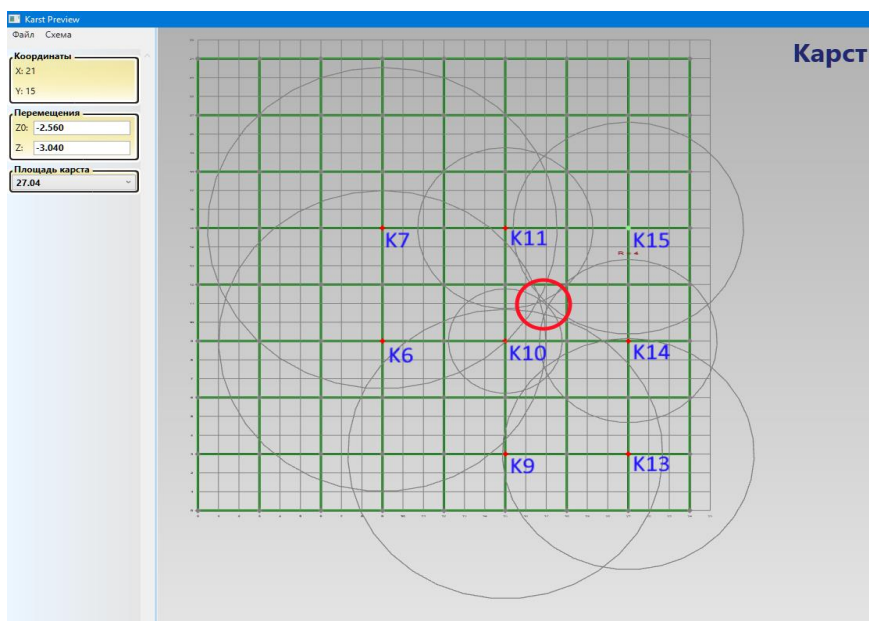 Karst Preview
Файл Схема
Карст
Координаты
X: 21
Y: 15
Перемещения
Z0: -2.560
Z: -3.040
Площадь карста
27.04
K7 K11 K15
K6 K10 K14
K9 K13